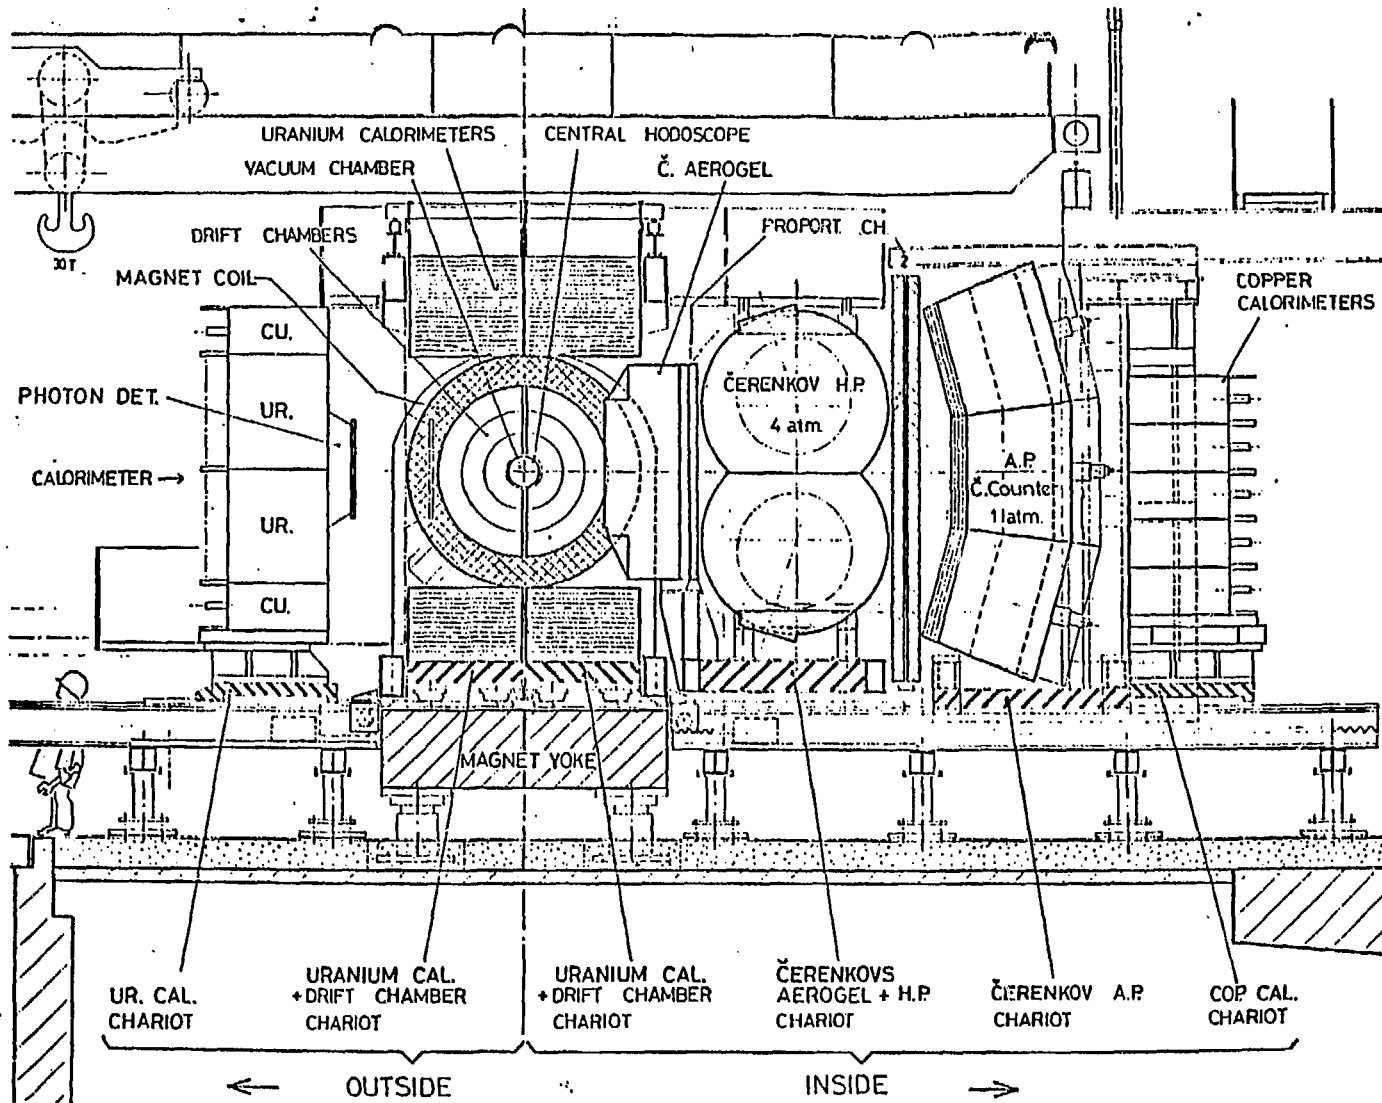 URANIUM CALORIMETERS
CENTRAL HODOSCOPE
VACUUM CHAMBER
Č. AEROGEL
DRIFT CHAMBERS
PROPORT. CH.
30T
MAGNET COIL
2
COPPER
CALORIMETERS
CU.
PHOTON DET.
UR.
ČERENKOV H.P.
4 atm.
CALORIMETER →
A.P.
Č.Counter
1 atm.
UR.
CU.
MAGNET YOKE
UR. CAL.
CHARIOT
URANIUM CAL.
+DRIFT CHAMBER
CHARIOT
URANIUM CAL.
+DRIFT CHAMBER
CHARIOT
ČERENKOVS
AEROGEL + H.P.
CHARIOT
ČERENKOV A.P.
CHARIOT
COP. CAL.
CHARIOT
← OUTSIDE
INSIDE →